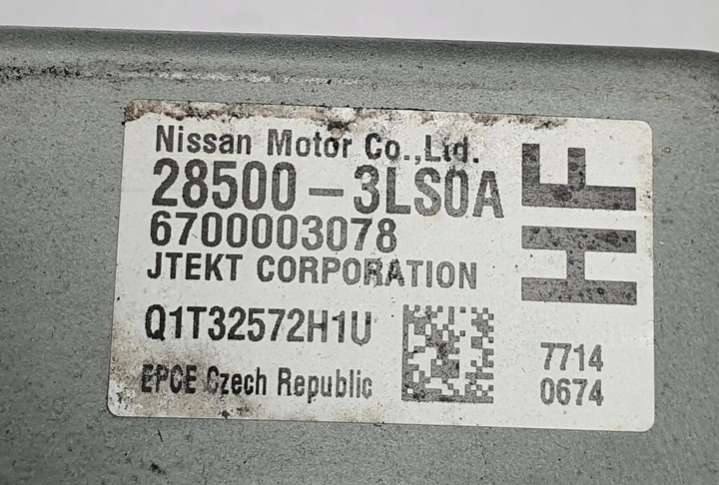 Nissan Motor Co.,Ltd.
28500-3LS0A
6700003078
JTEKT CORPORATION
Q1T32572H1U
EPCE Czech Republic
HF
7714
0674